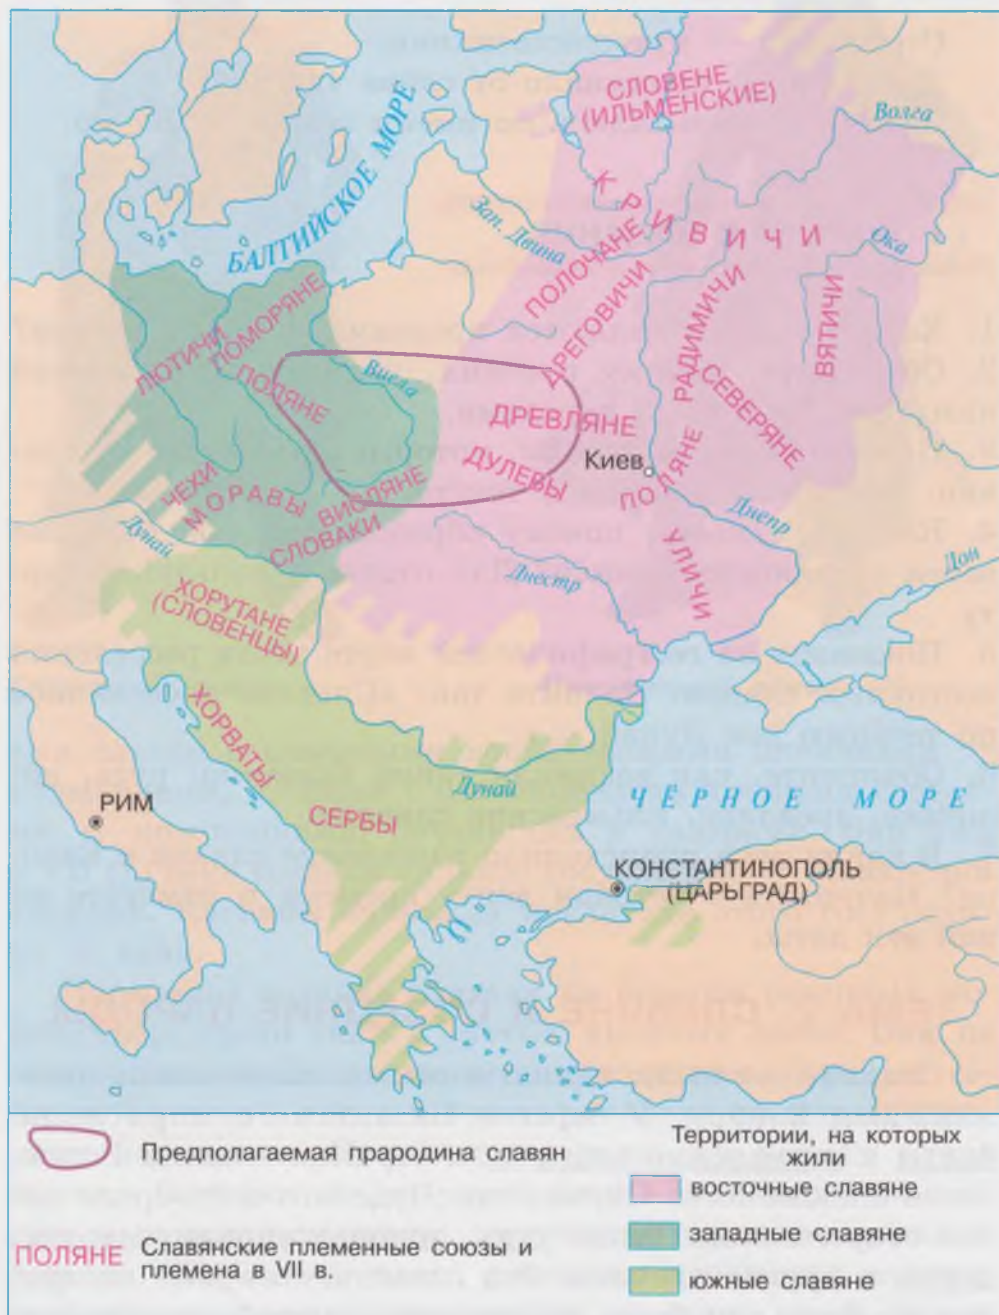 СЛОВЕНЕ
(ИЛЬМЕНСКИЕ)
Волга
БАЛТИЙСКОЕ МОРЕ
Зап. Двина
КРИВИЧИ
Ока
ПОЛОЧАНЕ
ДРЕГОВИЧИ
РАДИМИЧИ
ВЯТИЧИ
ЛЮТИЧИ
ПОМОРЯНЕ
ПОЛЯНЕ
Висла
СЕВЕРЯНЕ
ДРЕВЛЯНЕ
Киев
ДУЛЕБЫ
ПОЛЯНЕ
ЧЕХИ
МОРАВЫ
ВИСЛЯНЕ
СЛОВАКИ
Дунай
Днепр
Днестр
УЛИЧИ
Дон
ХОРУТАНЕ
(СЛОВЕНЦЫ)
ХОРВАТЫ
РИМ
СЕРБЫ
Дунай
ЧЁРНОЕ МОРЕ
КОНСТАНТИНОПОЛЬ
(ЦАРЬГРАД)
Предполагаемая прародина славян
ПОЛЯНЕ Славянские племенные союзы и
племена в VII в.
Территории, на которых
жили
восточные славяне
западные славяне
южные славяне